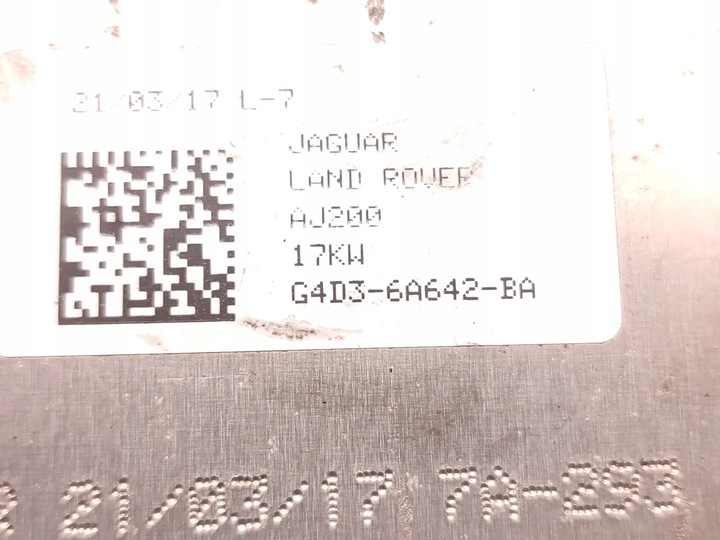 21/03/17 L-7
JAGUAR
LAND ROVER
AJ200
17KW
G4D3-6A642-BA
21/03/17 7A-293